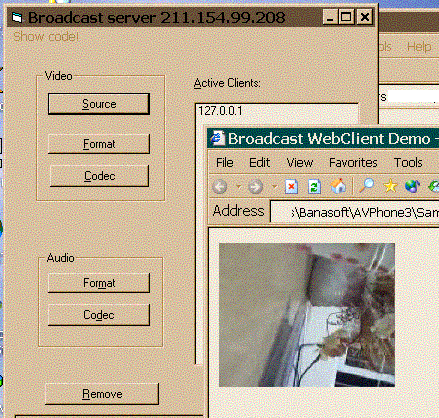 Broadcast server 211.154.99.208
Show code!
Video
Source
Format
Codec
Active Clients:
127.0.0.1
Audio
Format
Codec
Remove
Help
rs
Broadcast WebClient Demo -
File Edit View Favorites Tools
Address :\Banasoft\AVPhone3\Sam